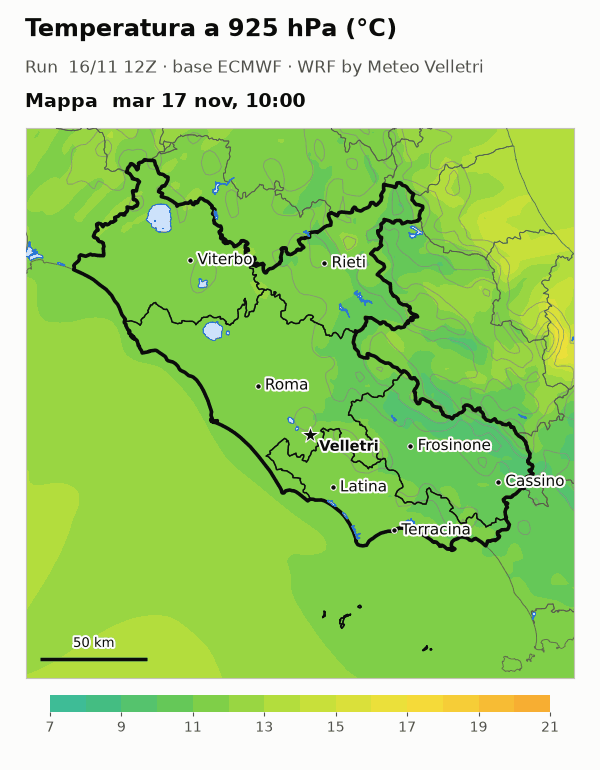 Temperatura a 925 hPa (°C)
Run  16/11 12Z · base ECMWF · WRF by Meteo Velletri
Mappa  mar 17 nov, 10:00
Viterbo
Rieti
Roma
Velletri
Frosinone
Latina
Cassino
Terracina
50 km
7 9 11 13 15 17 19 21